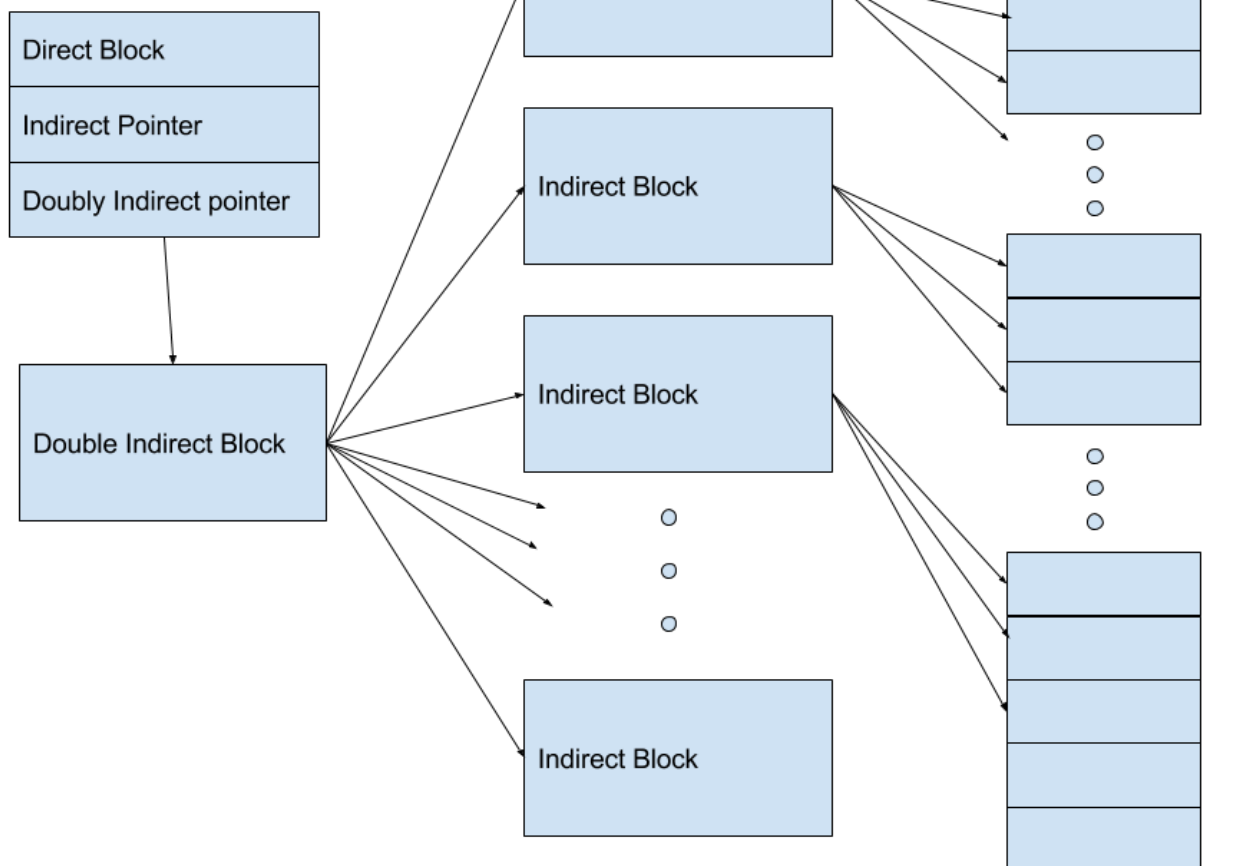 Direct Block
Indirect Pointer
Doubly Indirect pointer
Double Indirect Block
Indirect Block
Indirect Block
Indirect Block